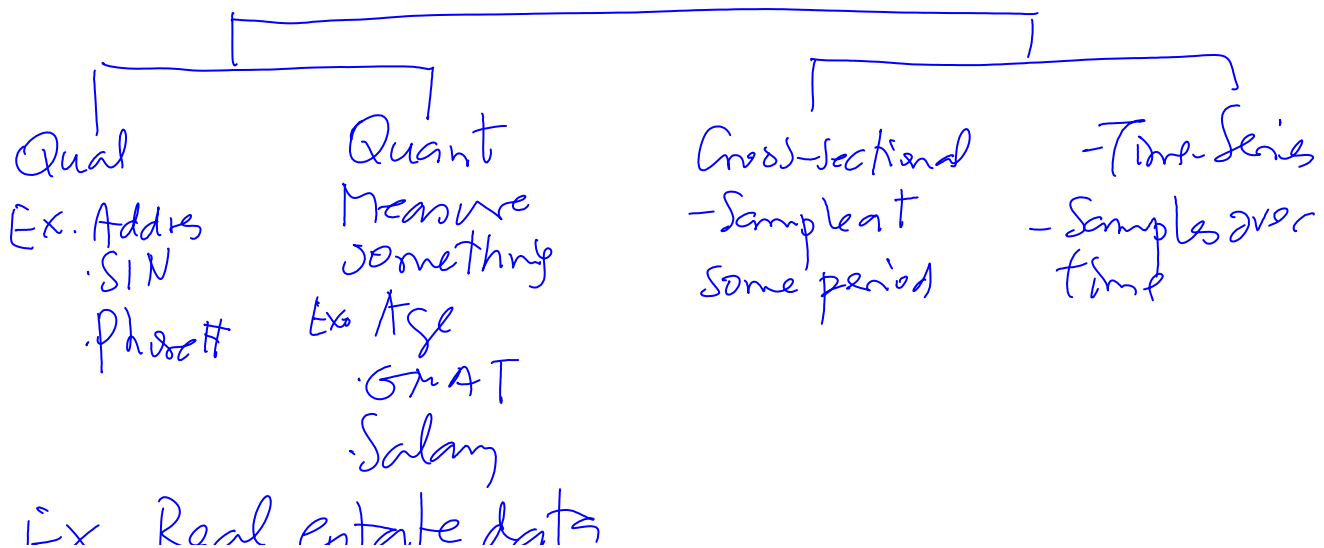 Qual
Ex. Addres
.SIN
.Phone#
Quant
Measure
something
Ex. Age
.GMAT
.Salary
Cross-sectional
- Sample at
some period
- Time-Series
- Samples over
time
Ex Real estate data